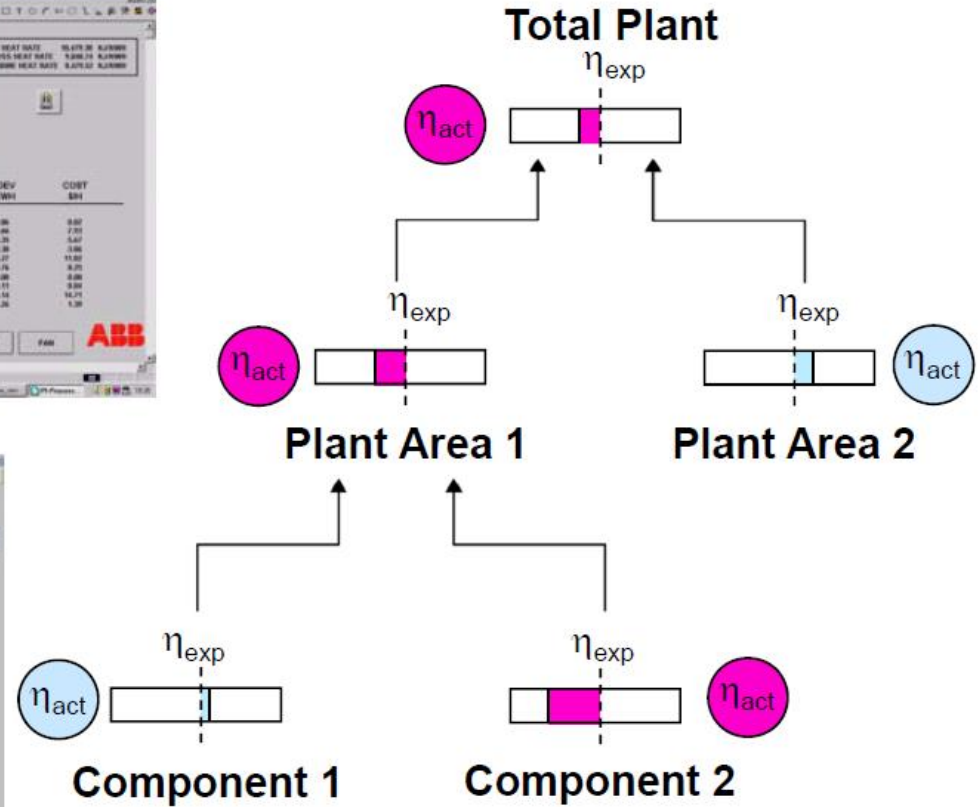 Total Plant
ηexp
ηact
HEAT RATE
HEAT RATE
HEAT RATE
COST
$/H
FAN
ABB
ηexp
ηact
ηexp
ηact
Plant Area 1
Plant Area 2
ηexp
ηact
ηexp
ηact
Component 1
Component 2